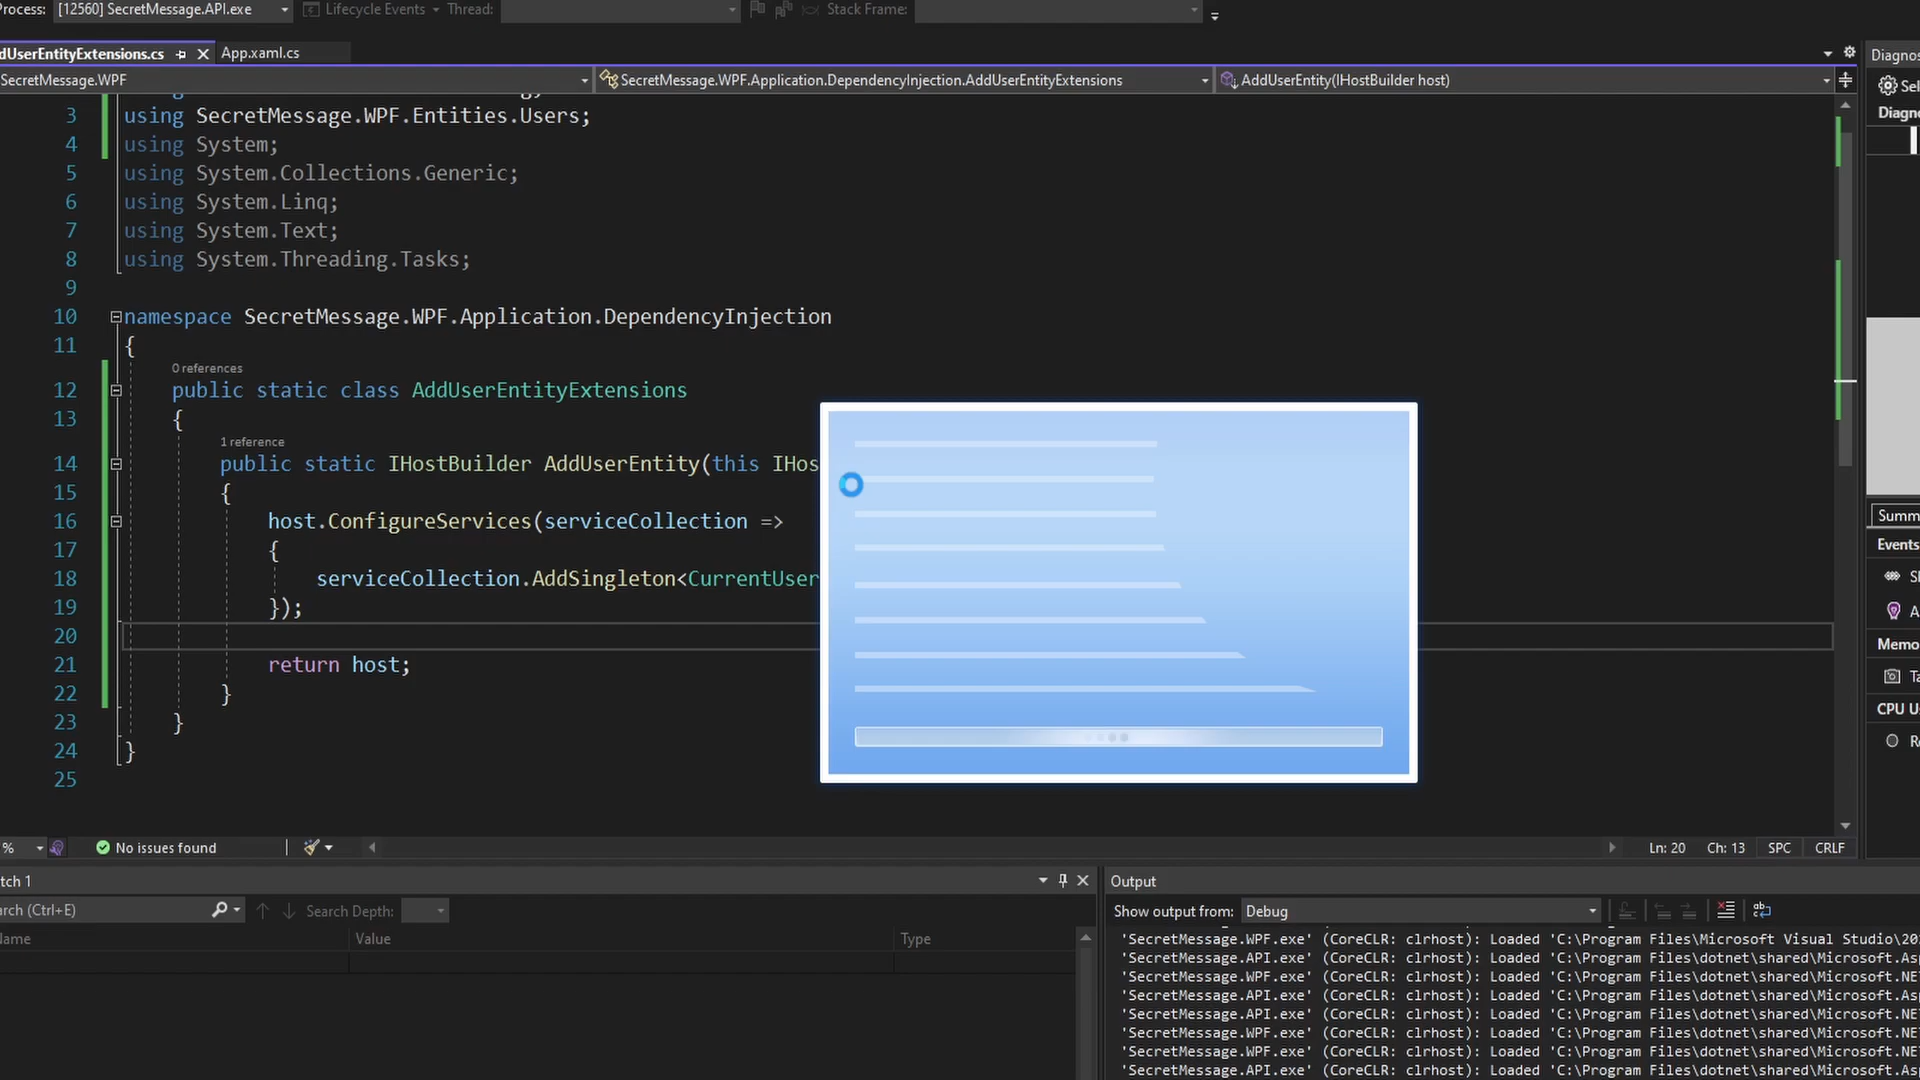 Process: [12560] SecretMessage.API.exe Lifecycle Events Thread: Stack Frame:
dUserEntityExtensions.cs App.xaml.cs
SecretMessage.WPF SecretMessage.WPF.Application.DependencyInjection.AddUserEntityExtensions AddUserEntity(IHostBuilder host)
3 using SecretMessage.WPF.Entities.Users;
4 using System;
5 using System.Collections.Generic;
6 using System.Linq;
7 using System.Text;
8 using System.Threading.Tasks;
9
10 namespace SecretMessage.WPF.Application.DependencyInjection
11 {
0 references
12 public static class AddUserEntityExtensions
13 {
1 reference
14 public static IHostBuilder AddUserEntity(this IHos
15 {
16 host.ConfigureServices(serviceCollection =>
17 {
18 serviceCollection.AddSingleton<CurrentUser
19 });
20
21 return host;
22 }
23 }
24 }
25
% No issues found Ln: 20 Ch: 13 SPC CRLF
Diagnos
Sel
Diagno
Summ
Events
Memo
Ta
CPU U
Re
tch 1
arch (Ctrl+E) Search Depth:
Name Value Type
Output
Show output from: Debug
'SecretMessage.WPF.exe' (CoreCLR: clrhost): Loaded 'C:\Program Files\Microsoft Visual Studio\20
'SecretMessage.API.exe' (CoreCLR: clrhost): Loaded 'C:\Program Files\dotnet\shared\Microsoft.As
'SecretMessage.WPF.exe' (CoreCLR: clrhost): Loaded 'C:\Program Files\dotnet\shared\Microsoft.NE
'SecretMessage.API.exe' (CoreCLR: clrhost): Loaded 'C:\Program Files\dotnet\shared\Microsoft.As
'SecretMessage.API.exe' (CoreCLR: clrhost): Loaded 'C:\Program Files\dotnet\shared\Microsoft.NE
'SecretMessage.WPF.exe' (CoreCLR: clrhost): Loaded 'C:\Program Files\dotnet\shared\Microsoft.NE
'SecretMessage.WPF.exe' (CoreCLR: clrhost): Loaded 'C:\Program Files\dotnet\shared\Microsoft.NE
'SecretMessage.API.exe' (CoreCLR: clrhost): Loaded 'C:\Program Files\dotnet\shared\Microsoft.As